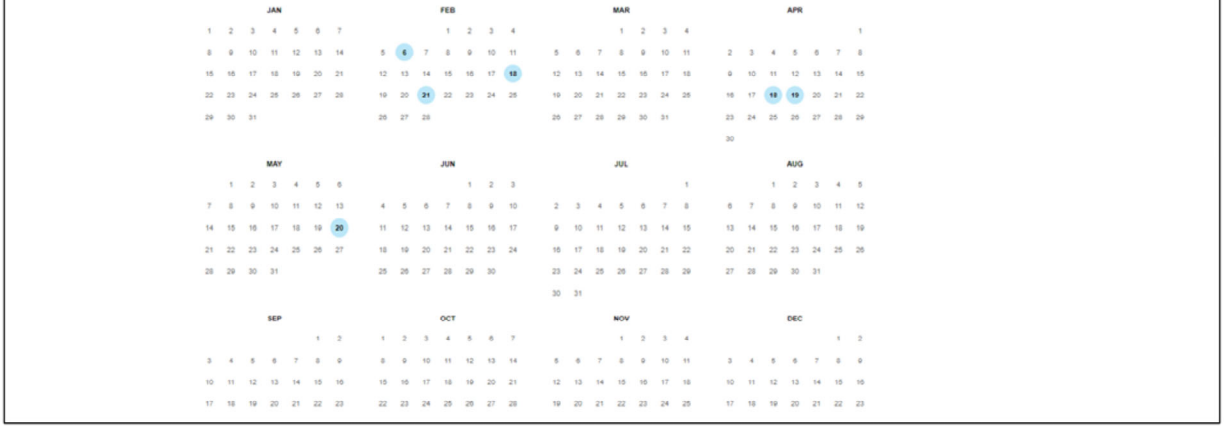 JAN FEB MAR APR
1 2 3 4 5 6 7 1 2 3 4 1 2 3 4 1
8 9 10 11 12 13 14 5 6 7 8 9 10 11 5 6 7 8 9 10 11 2 3 4 5 6 7 8
15 16 17 18 19 20 21 12 13 14 15 16 17 18 12 13 14 15 16 17 18 9 10 11 12 13 14 15
22 23 24 25 26 27 28 19 20 21 22 23 24 25 19 20 21 22 23 24 25 16 17 18 19 20 21 22
29 30 31 26 27 28 26 27 28 29 30 31 23 24 25 26 27 28 29
30
MAY JUN JUL AUG
1 2 3 4 5 6 1 2 3 1 1 2 3 4 5
7 8 9 10 11 12 13 4 5 6 7 8 9 10 2 3 4 5 6 7 8 6 7 8 9 10 11 12
14 15 16 17 18 19 20 11 12 13 14 15 16 17 9 10 11 12 13 14 15 13 14 15 16 17 18 19
21 22 23 24 25 26 27 18 19 20 21 22 23 24 16 17 18 19 20 21 22 20 21 22 23 24 25 26
28 29 30 31 25 26 27 28 29 30 23 24 25 26 27 28 29 27 28 29 30 31
30 31
SEP OCT NOV DEC
1 2 1 2 3 4 5 6 7 1 2 3 4 1 2
3 4 5 6 7 8 9 8 9 10 11 12 13 14 5 6 7 8 9 10 11 3 4 5 6 7 8 9
10 11 12 13 14 15 16 15 16 17 18 19 20 21 12 13 14 15 16 17 18 10 11 12 13 14 15 16
17 18 19 20 21 22 23 22 23 24 25 26 27 28 19 20 21 22 23 24 25 17 18 19 20 21 22 23